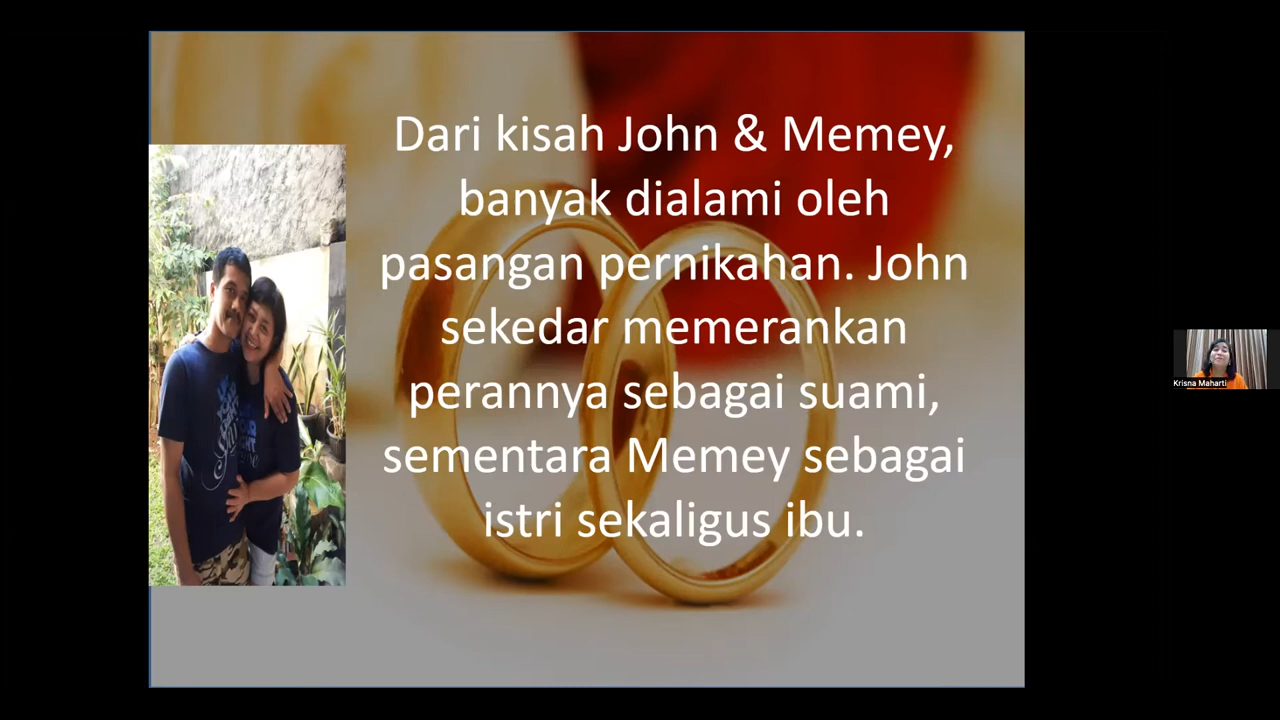 Dari kisah John & Memey,
banyak dialami oleh
pasangan pernikahan. John
sekedar memerankan
perannya sebagai suami,
sementara Memey sebagai
istri sekaligus ibu.
Krisna Maharti